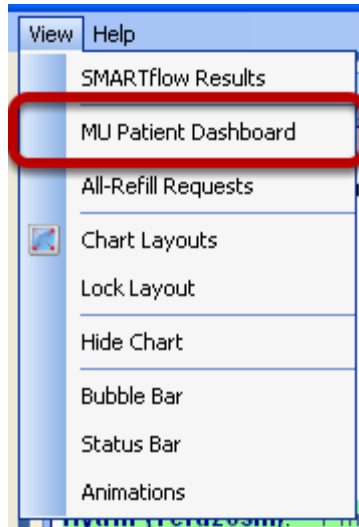 View Help
SMARTflow Results
MU Patient Dashboard
All-Refill Requests
Chart Layouts
Lock Layout
Hide Chart
Bubble Bar
Status Bar
Animations